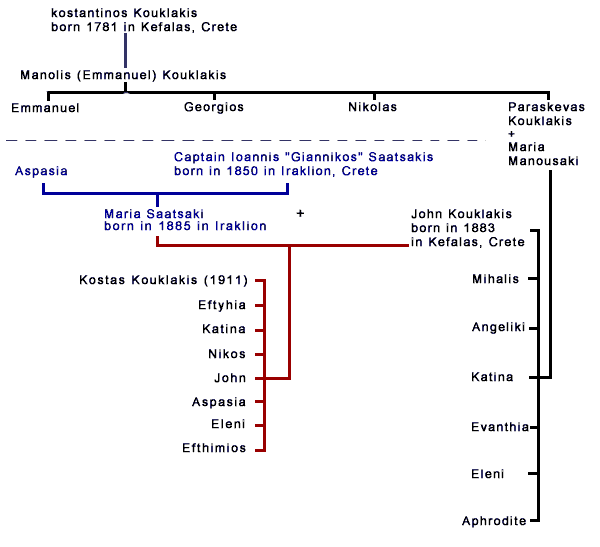 kostantinos Kouklakis
born 1781 in Kefalas, Crete
Manolis (Emmanuel) Kouklakis
Emmanuel
Georgios
Nikolas
Paraskevas
Kouklakis
+
Maria
Manousaki
Aspasia
Captain Ioannis "Giannikos" Saatsakis
born in 1850 in Iraklion, Crete
Maria Saatsaki
born in 1885 in Iraklion
+
John Kouklakis
born in 1883
in Kefalas, Crete
Kostas Kouklakis (1911)
Eftyhia
Katina
Nikos
John
Aspasia
Eleni
Efthimios
Mihalis
Angeliki
Katina
Evanthia
Eleni
Aphrodite